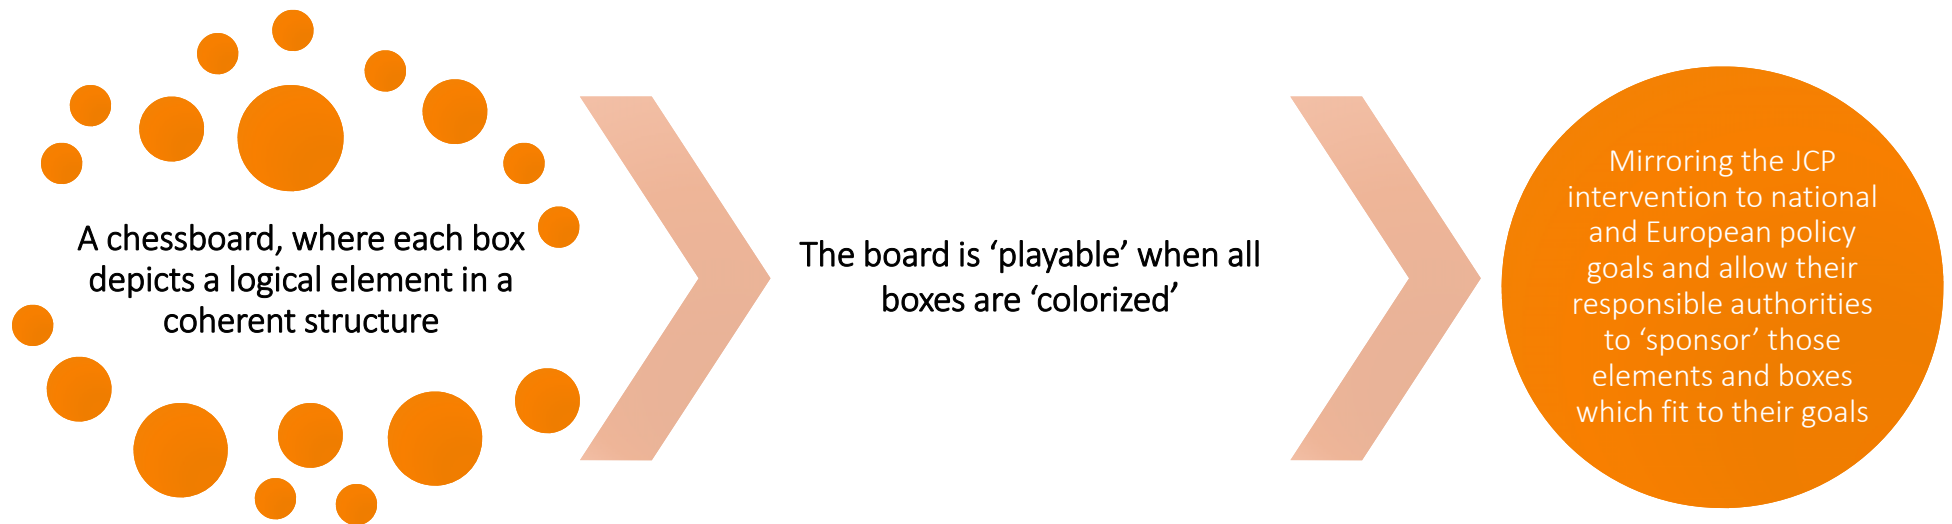 A chessboard, where each box
depicts a logical element in a
coherent structure
The board is ‘playable’ when all
boxes are ‘colorized’
Mirroring the JCP
intervention to national
and European policy
goals and allow their
responsible authorities
to ‘sponsor’ those
elements and boxes
which fit to their goals